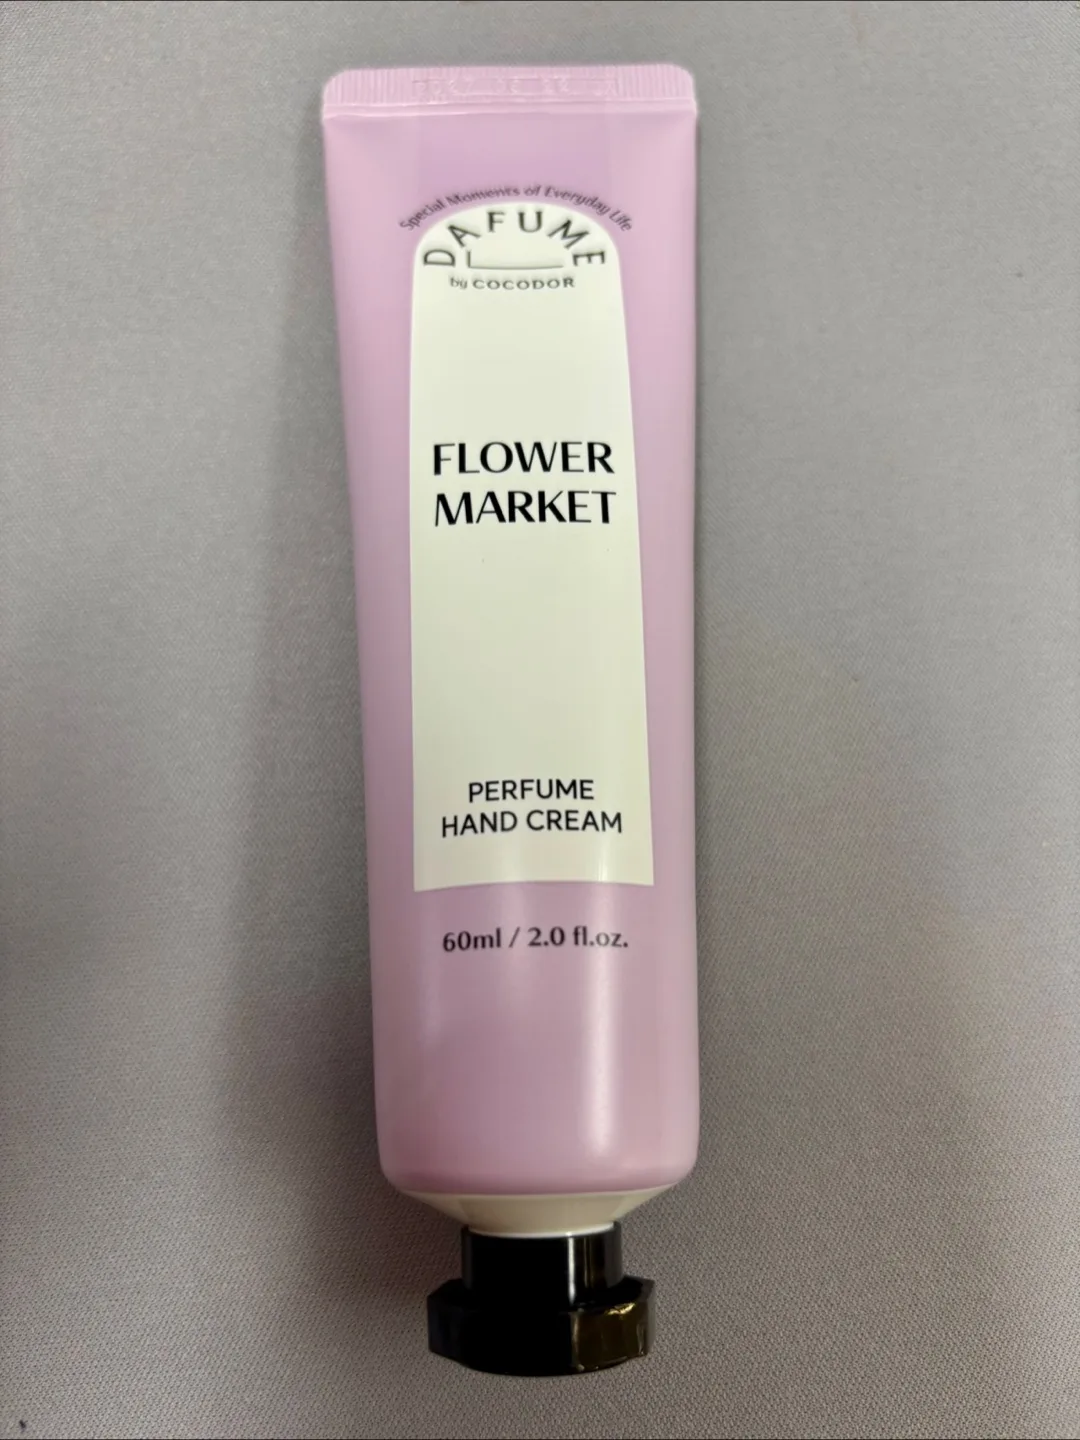 Special Moments of Everyday Life
DAFUME
by COCODOR
FLOWER
MARKET
PERFUME
HAND CREAM
60ml / 2.0 fl.oz.